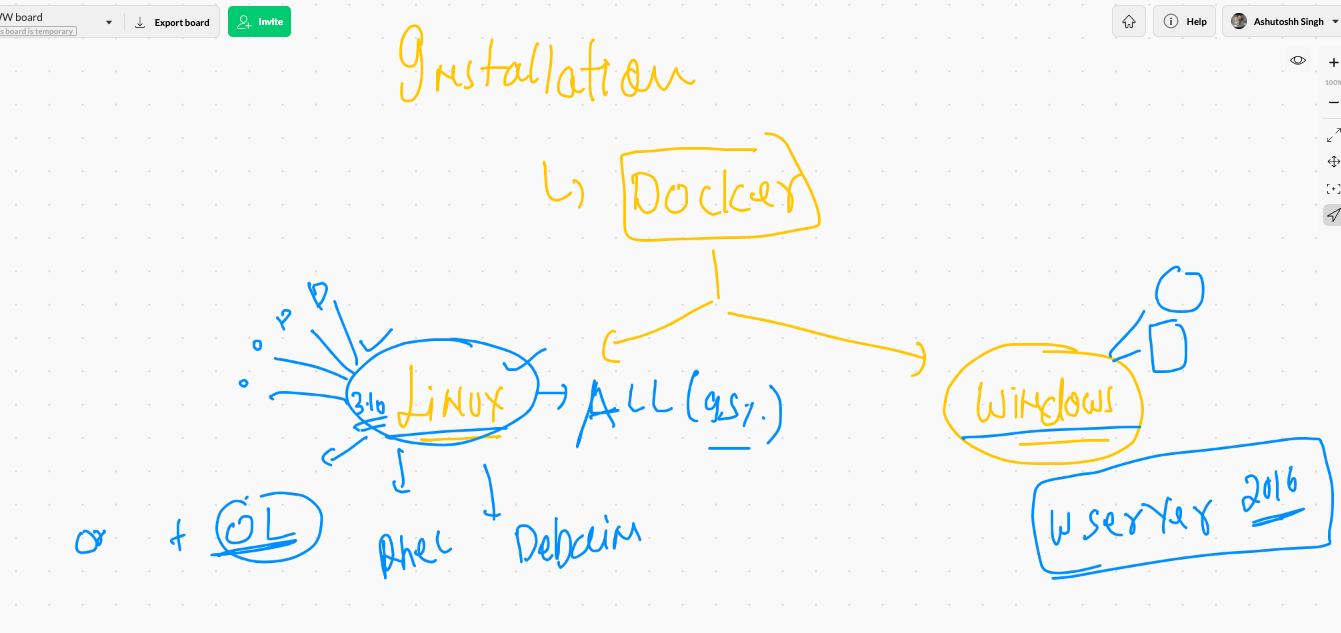 VW board
Export board
Invite
Help
Ashutoshh Singh
s board is temporary
100%
Installation
Docker
3.10 Linux
ALL (95%)
Windows
W Server 2016
+ OL
Rhel
Debain